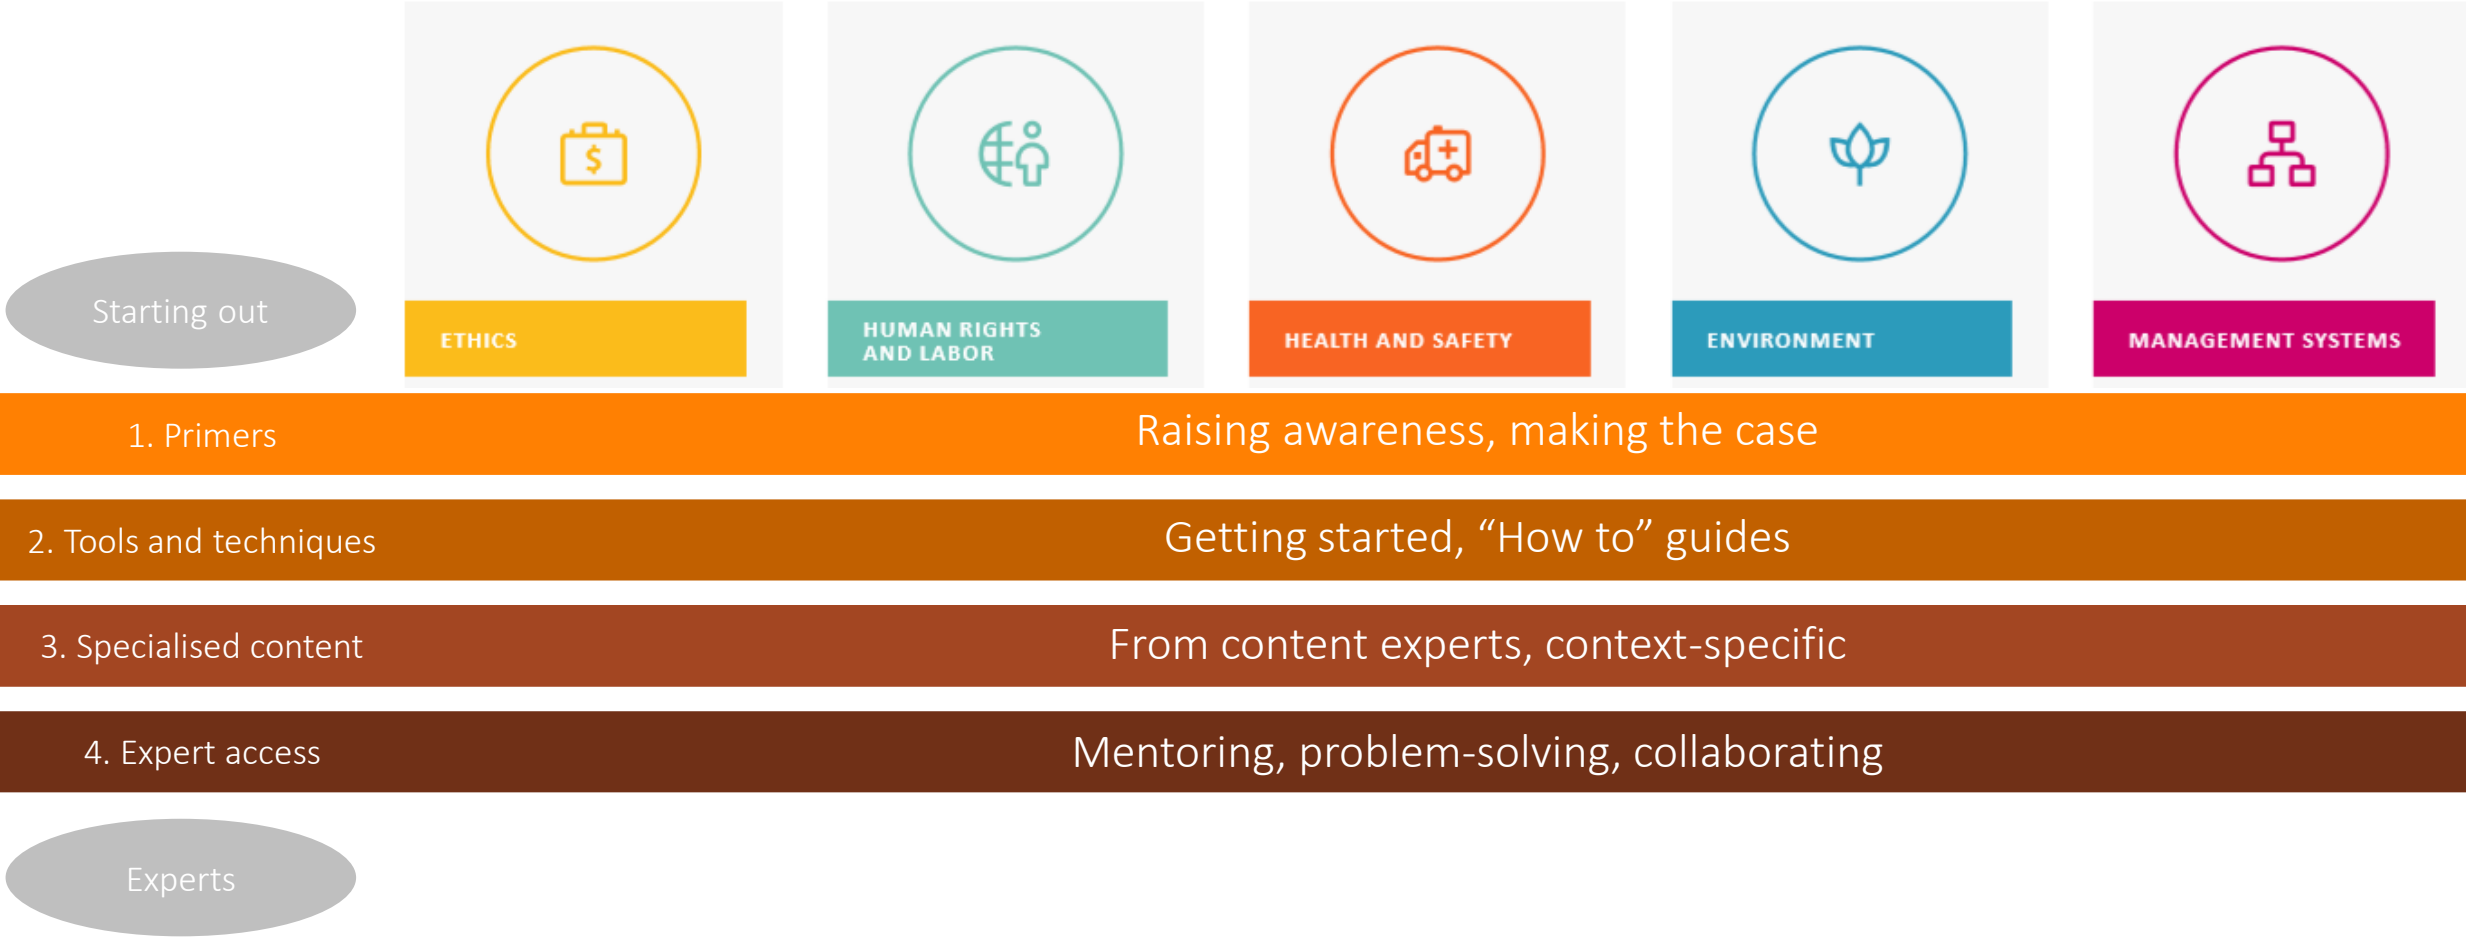 Starting out
ETHICS
HUMAN RIGHTS
AND LABOR
HEALTH AND SAFETY
ENVIRONMENT
MANAGEMENT SYSTEMS
1. Primers
Raising awareness, making the case
2. Tools and techniques
Getting started, “How to” guides
3. Specialised content
From content experts, context-specific
4. Expert access
Mentoring, problem-solving, collaborating
Experts